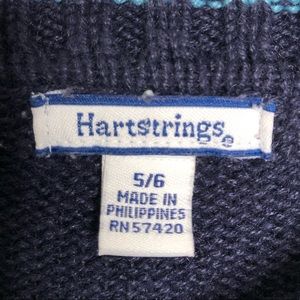 Hartstrings®
5/6
MADE IN
PHILIPPINES
RN57420